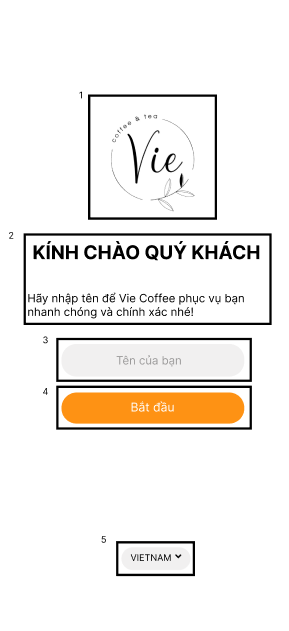 1
coffee & tea
Vie
2
KÍNH CHÀO QUÝ KHÁCH
Hãy nhập tên để Vie Coffee phục vụ bạn
nhanh chóng và chính xác nhé!
3
Tên của bạn
4
Bắt đầu
5
VIETNAM